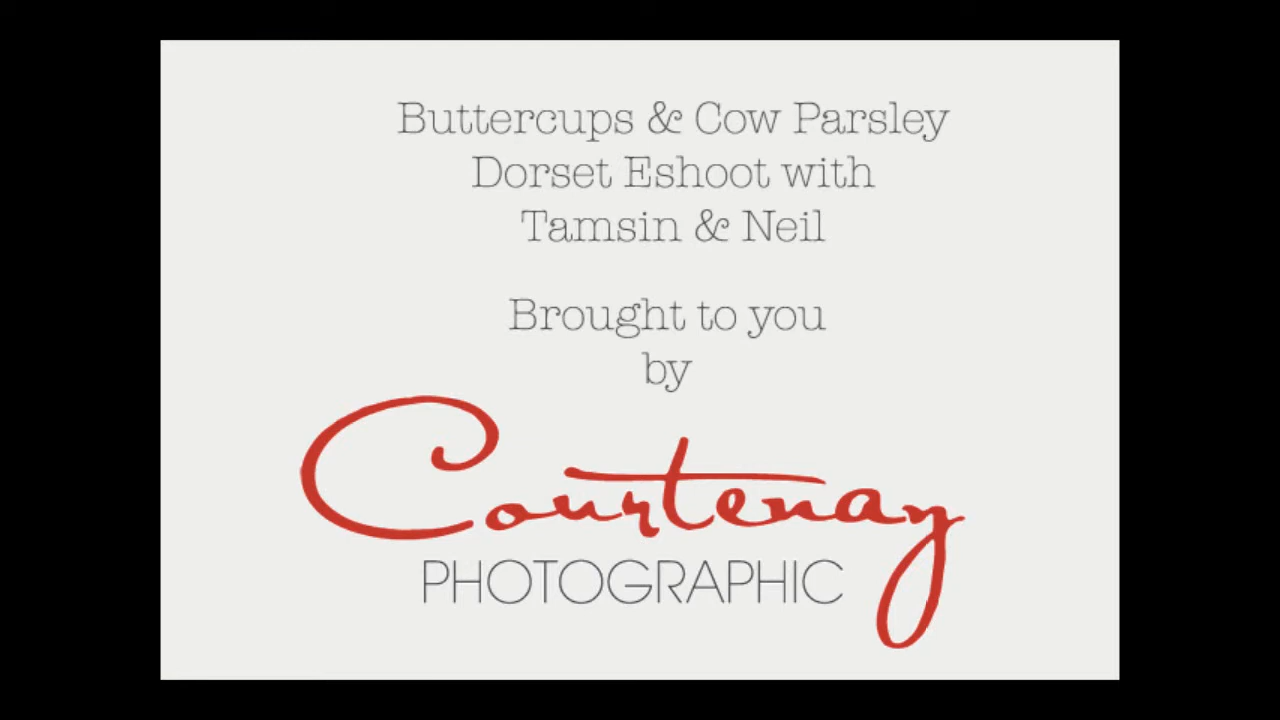 Buttercups & Cow Parsley
Dorset Eshoot with
Tamsin & Neil
Brought to you
by
Courtenay
PHOTOGRAPHIC